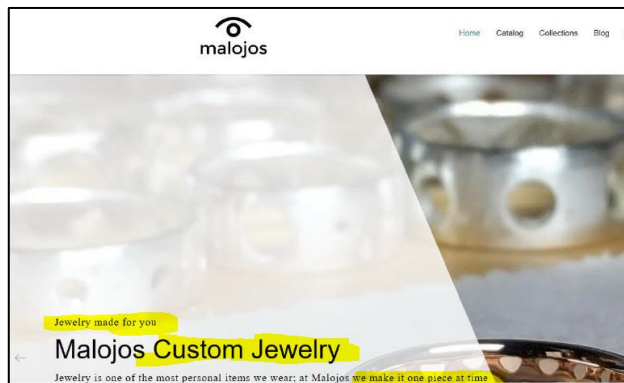 malojos
Home Catalog Collections Blog
Jewelry made for you
Malojos Custom Jewelry
Jewelry is one of the most personal items we wear; at Malojos we make it one piece at time